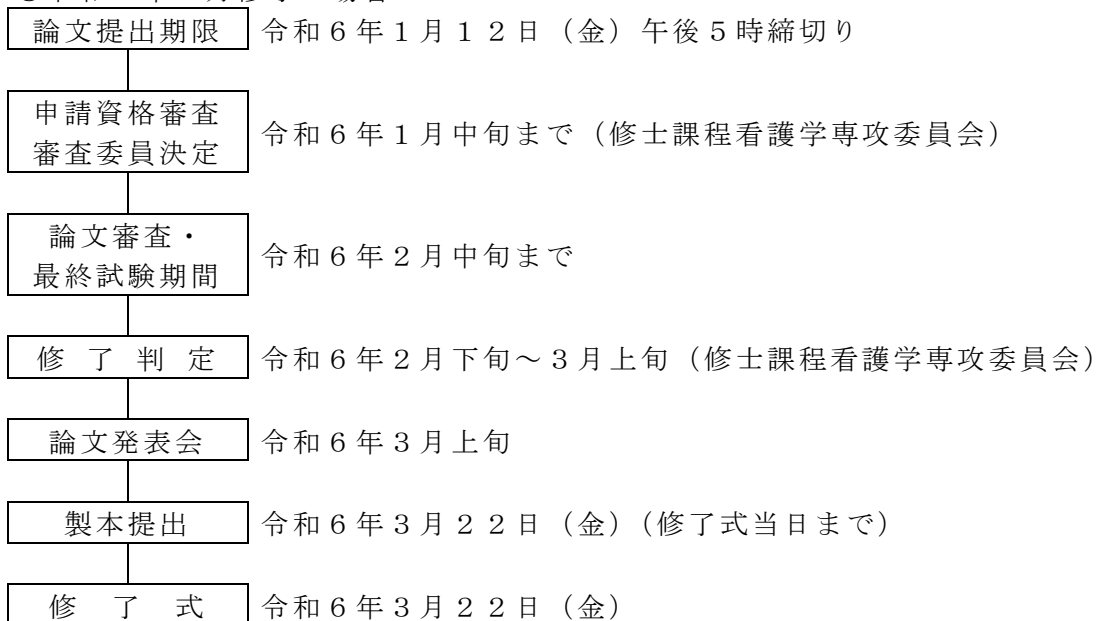 論文提出期限 令和6年1月12日（金）午後5時締切り
申請資格審査
審査委員決定 令和6年1月中旬まで（修士課程看護学専攻委員会）
論文審査・
最終試験期間 令和6年2月中旬まで
修了判定 令和6年2月下旬～3月上旬（修士課程看護学専攻委員会）
論文発表会 令和6年3月上旬
製本提出 令和6年3月22日（金）（修了式当日まで）
修了式 令和6年3月22日（金）